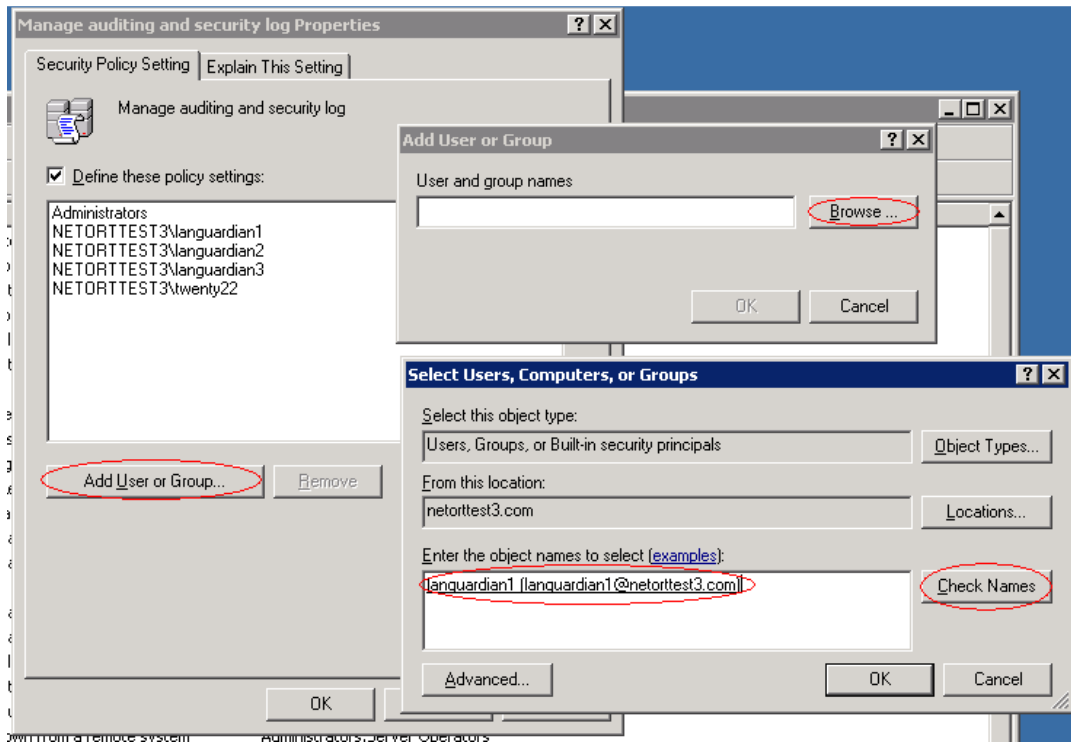 Manage auditing and security log Properties
Security Policy Setting
Explain This Setting
Manage auditing and security log
Define these policy settings:
Administrators
NETORTTEST3\languardian1
NETORTTEST3\languardian2
NETORTTEST3\languardian3
NETORTTEST3\twenty22
Add User or Group...
Remove
OK
Add User or Group
User and group names
Browse ...
OK
Cancel
Select Users, Computers, or Groups
Select this object type:
Users, Groups, or Built-in security principals
Object Types...
From this location:
netorttest3.com
Locations...
Enter the object names to select (examples):
languardian1 (languardian1@netorttest3.com)
Check Names
Advanced...
OK
Cancel
from a remote system
Administrators,Server Operators